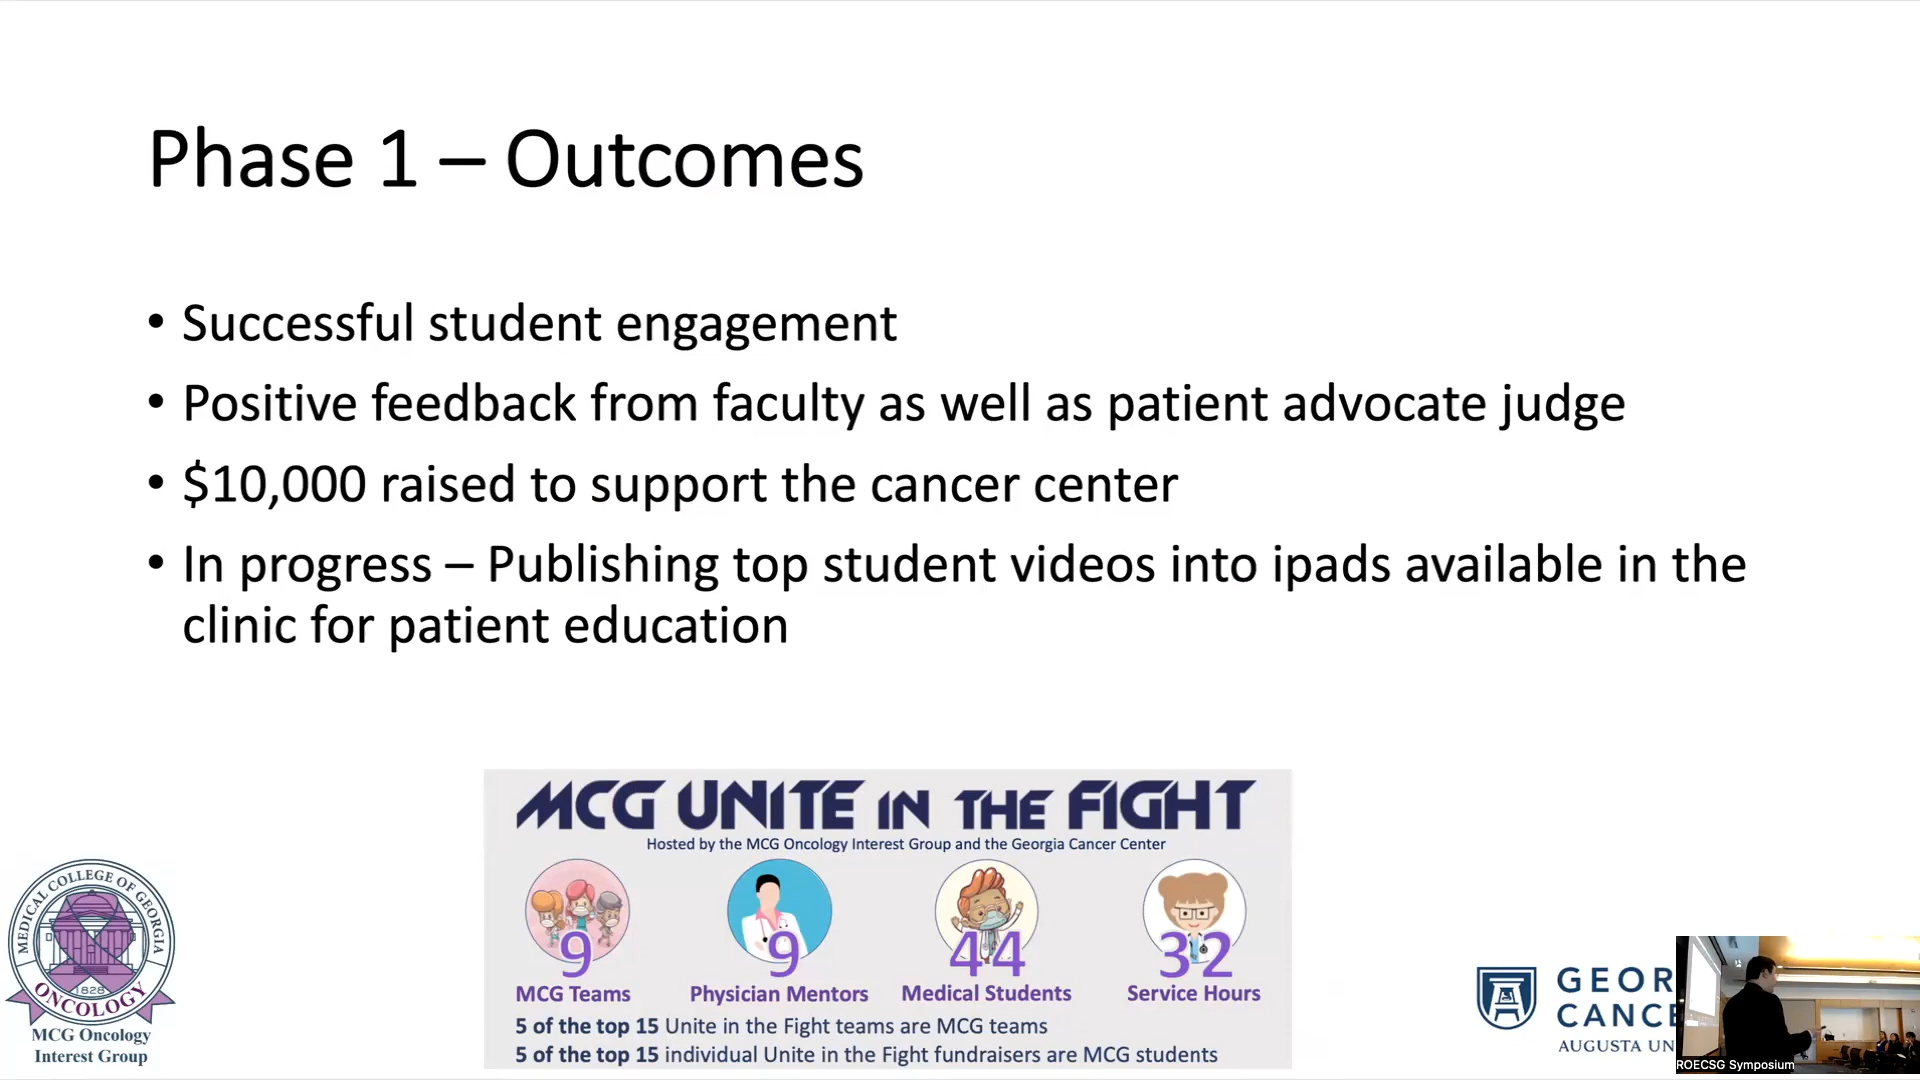 Phase 1 – Outcomes
• Successful student engagement
• Positive feedback from faculty as well as patient advocate judge
• $10,000 raised to support the cancer center
• In progress – Publishing top student videos into ipads available in the
clinic for patient education
MCG UNITE IN THE FIGHT
Hosted by the MCG Oncology Interest Group and the Georgia Cancer Center
9 9 44 32
MCG Teams Physician Mentors Medical Students Service Hours
5 of the top 15 Unite in the Fight teams are MCG teams
5 of the top 15 individual Unite in the Fight fundraisers are MCG students
MEDICAL COLLEGE OF GEORGIA
1828
ONCOLOGY
MCG Oncology
Interest Group
GEOR
CANCE
AUGUSTA UN
ROECSG Symposium